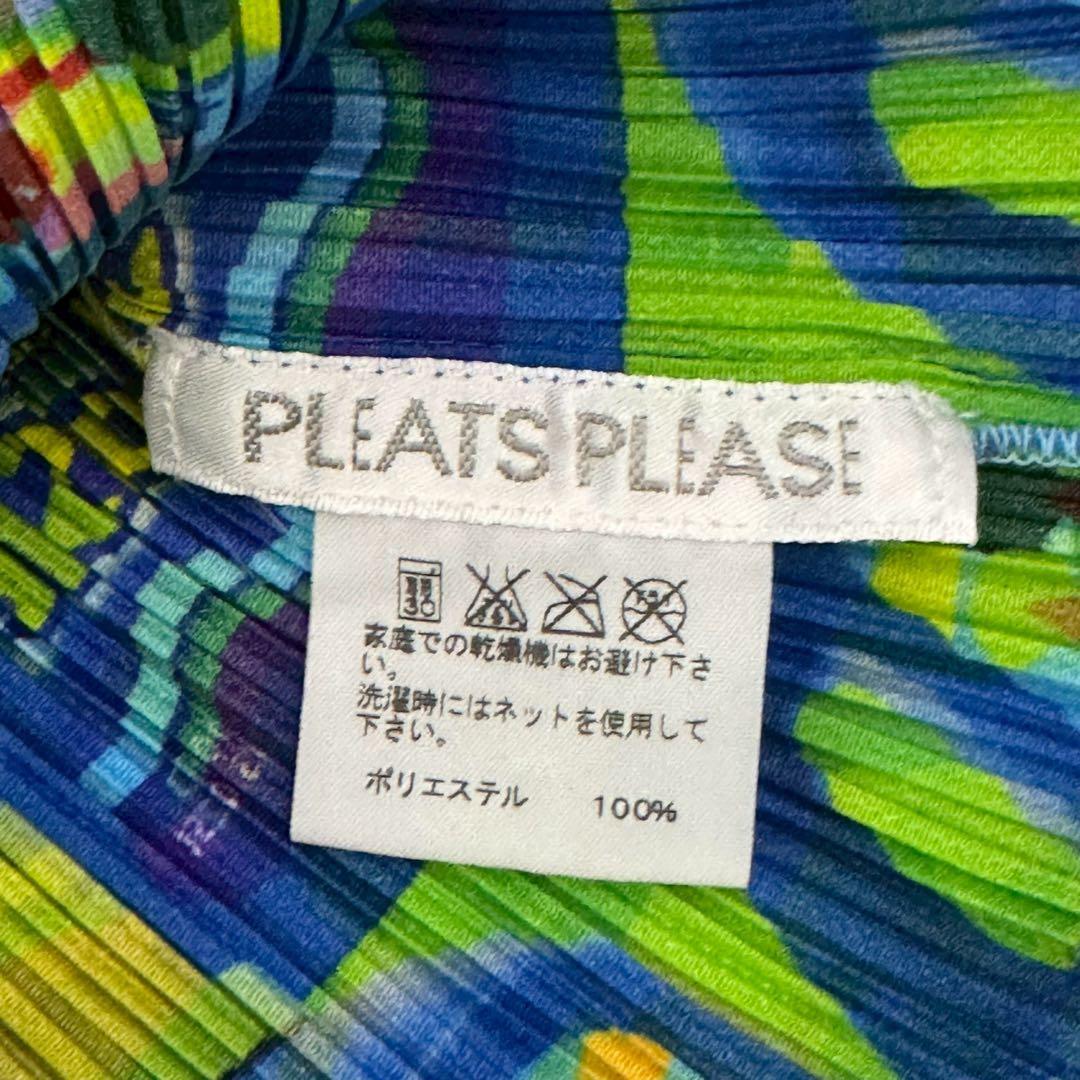 PLEATS PLEASE
家庭での乾燥機はお避け下さ
い。
洗濯時にはネットを使用して
下さい。
ポリエステル 100%